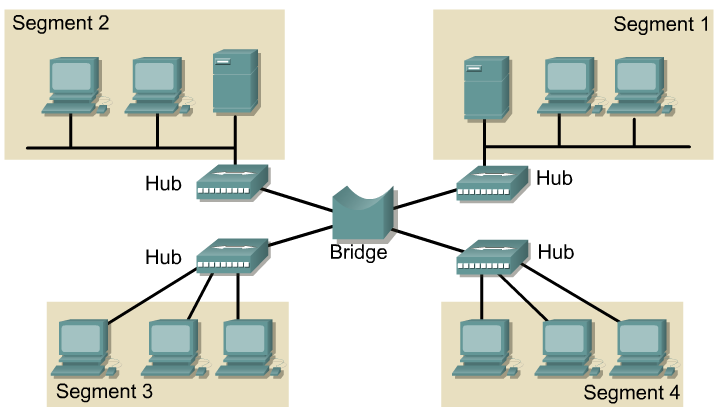 Segment 2
Segment 1
Hub
Hub
Bridge
Hub
Hub
Segment 3
Segment 4